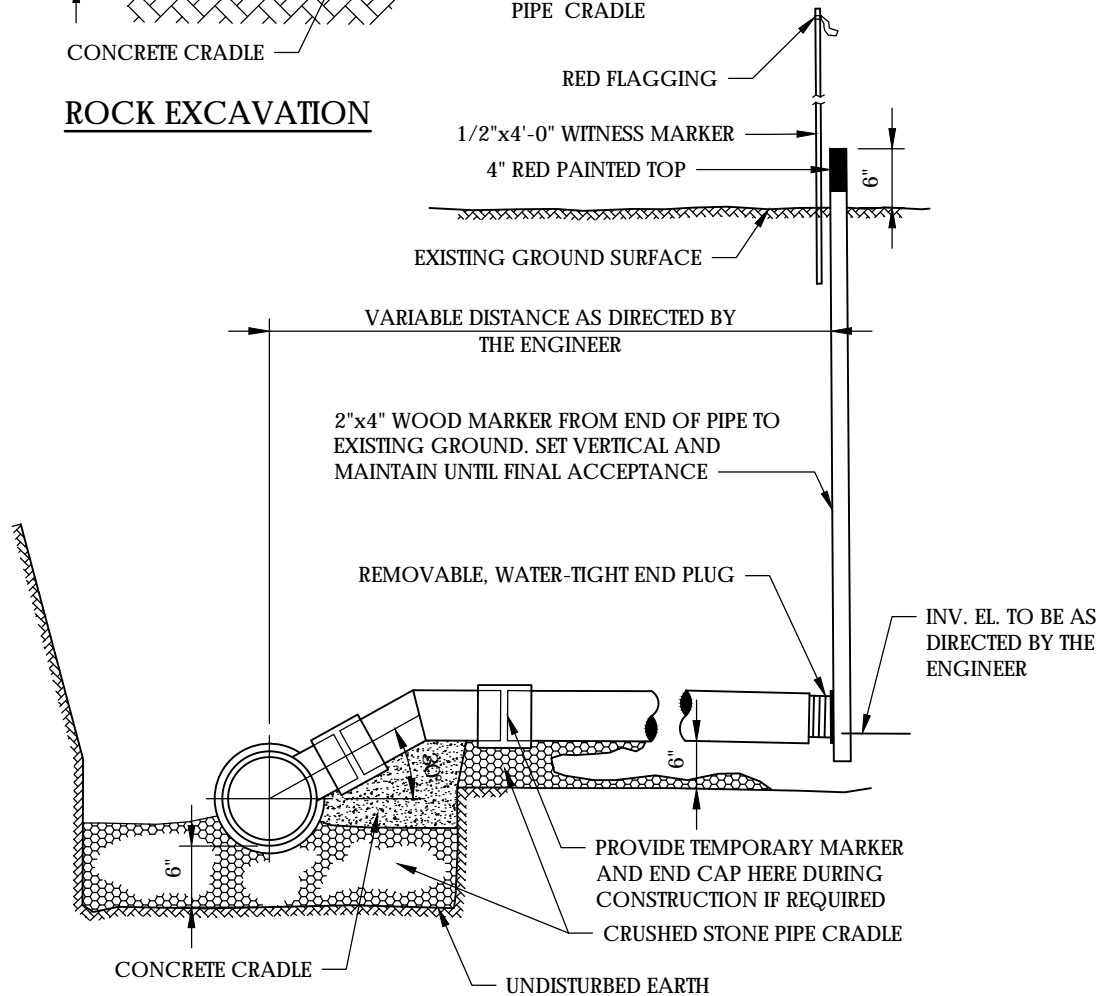 PIPE CRADLE
CONCRETE CRADLE
ROCK EXCAVATION
RED FLAGGING
1/2"x4'-0" WITNESS MARKER
4" RED PAINTED TOP
6"
EXISTING GROUND SURFACE
VARIABLE DISTANCE AS DIRECTED BY
THE ENGINEER
2"x4" WOOD MARKER FROM END OF PIPE TO
EXISTING GROUND. SET VERTICAL AND
MAINTAIN UNTIL FINAL ACCEPTANCE
REMOVABLE, WATER-TIGHT END PLUG
INV. EL. TO BE AS
DIRECTED BY THE
ENGINEER
30°
6"
6"
PROVIDE TEMPORARY MARKER
AND END CAP HERE DURING
CONSTRUCTION IF REQUIRED
CRUSHED STONE PIPE CRADLE
CONCRETE CRADLE
UNDISTURBED EARTH